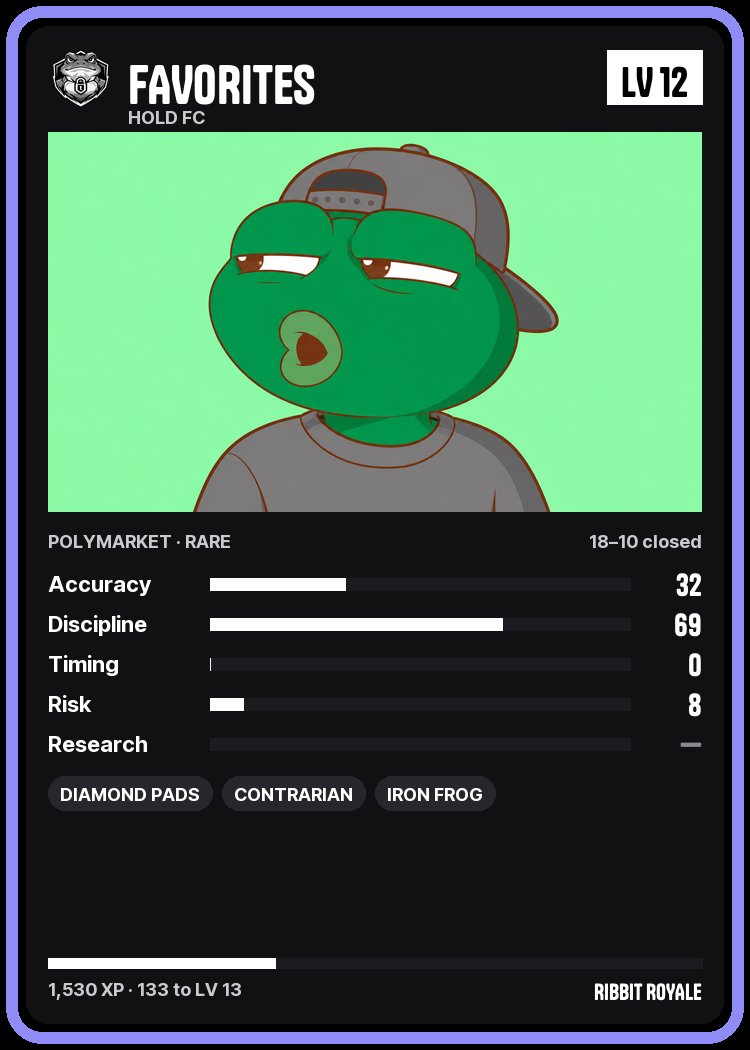 FAVORITES
LV 12
HOLD FC
POLYMARKET · RARE
18–10 closed
Accuracy 32
Discipline 69
Timing 0
Risk 8
Research —
DIAMOND PADS CONTRARIAN IRON FROG
1,530 XP · 133 to LV 13
RIBBIT ROYALE